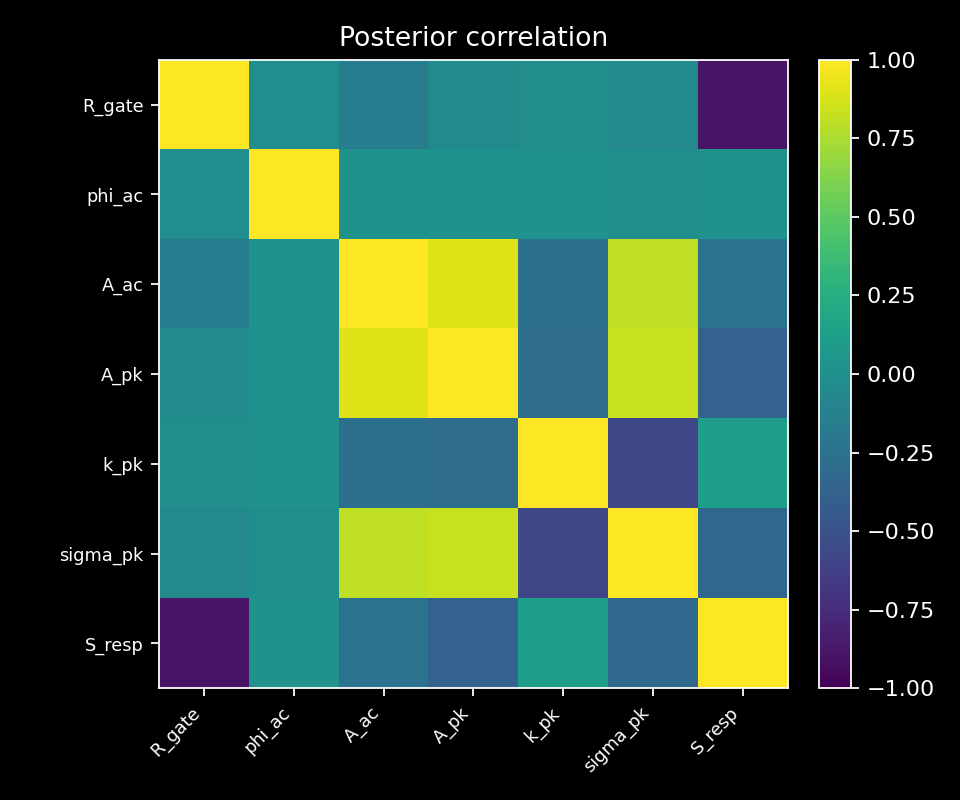 Posterior correlation
R_gate
phi_ac
A_ac
A_pk
k_pk
sigma_pk
S_resp
R_gate
phi_ac
A_ac
A_pk
k_pk
sigma_pk
S_resp
1.00
0.75
0.50
0.25
0.00
−0.25
−0.50
−0.75
−1.00